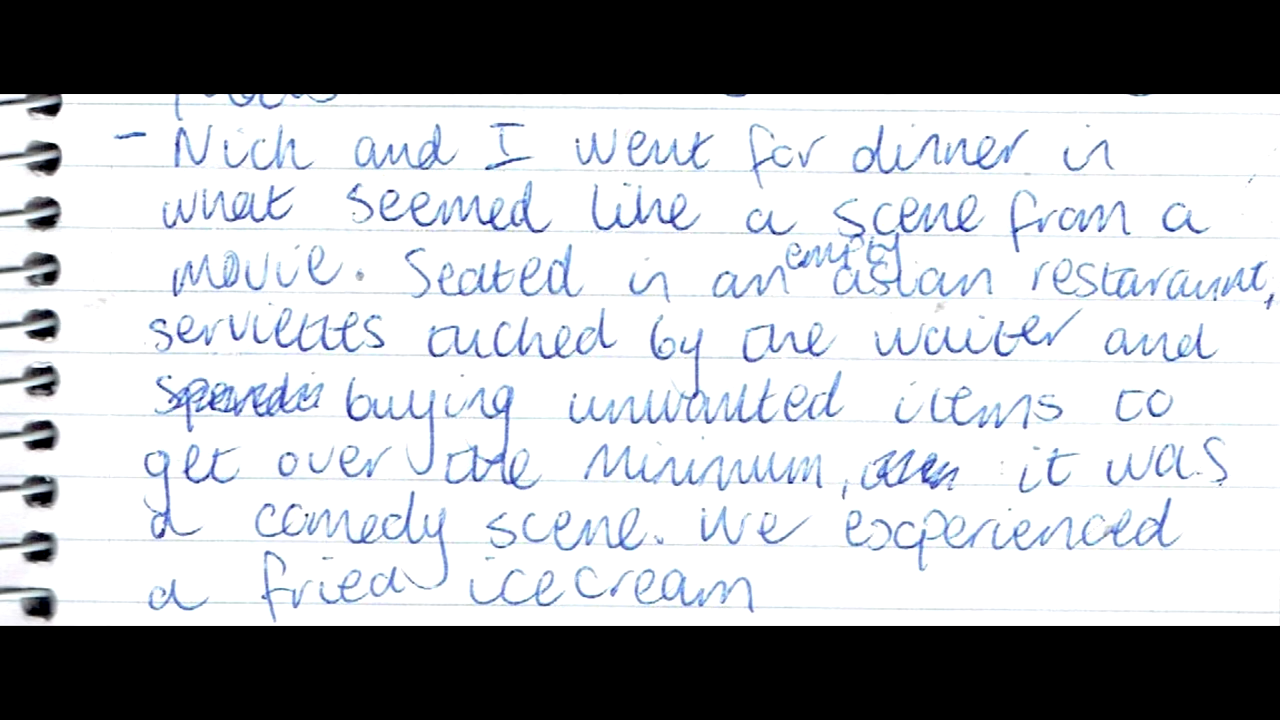 - Nick and I went for dinner in
what seemed like a scene from a
movie. Seated in an empty asian restaraunt,
serviettes tucked by the waiter and
buying unwanted items to
get over the minimum, it was
a comedy scene. We experienced
a fried icecream